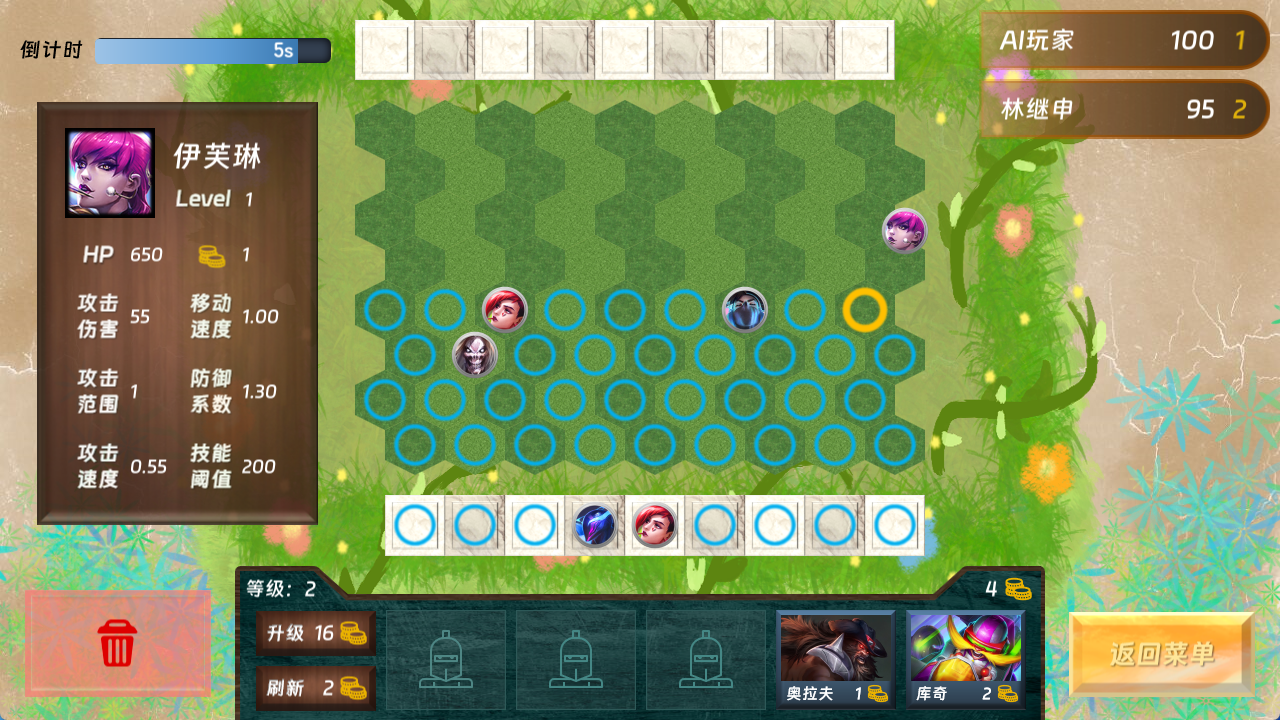 倒计时 5s
AI玩家 100 1
林继申 95 2
伊芙琳
Level 1
HP 650 1
攻击伤害 55 移动速度 1.00
攻击范围 1 防御系数 1.30
攻击速度 0.55 技能阈值 200
等级: 2 4
升级 16
刷新 2
奥拉夫 1
库奇 2
返回菜单